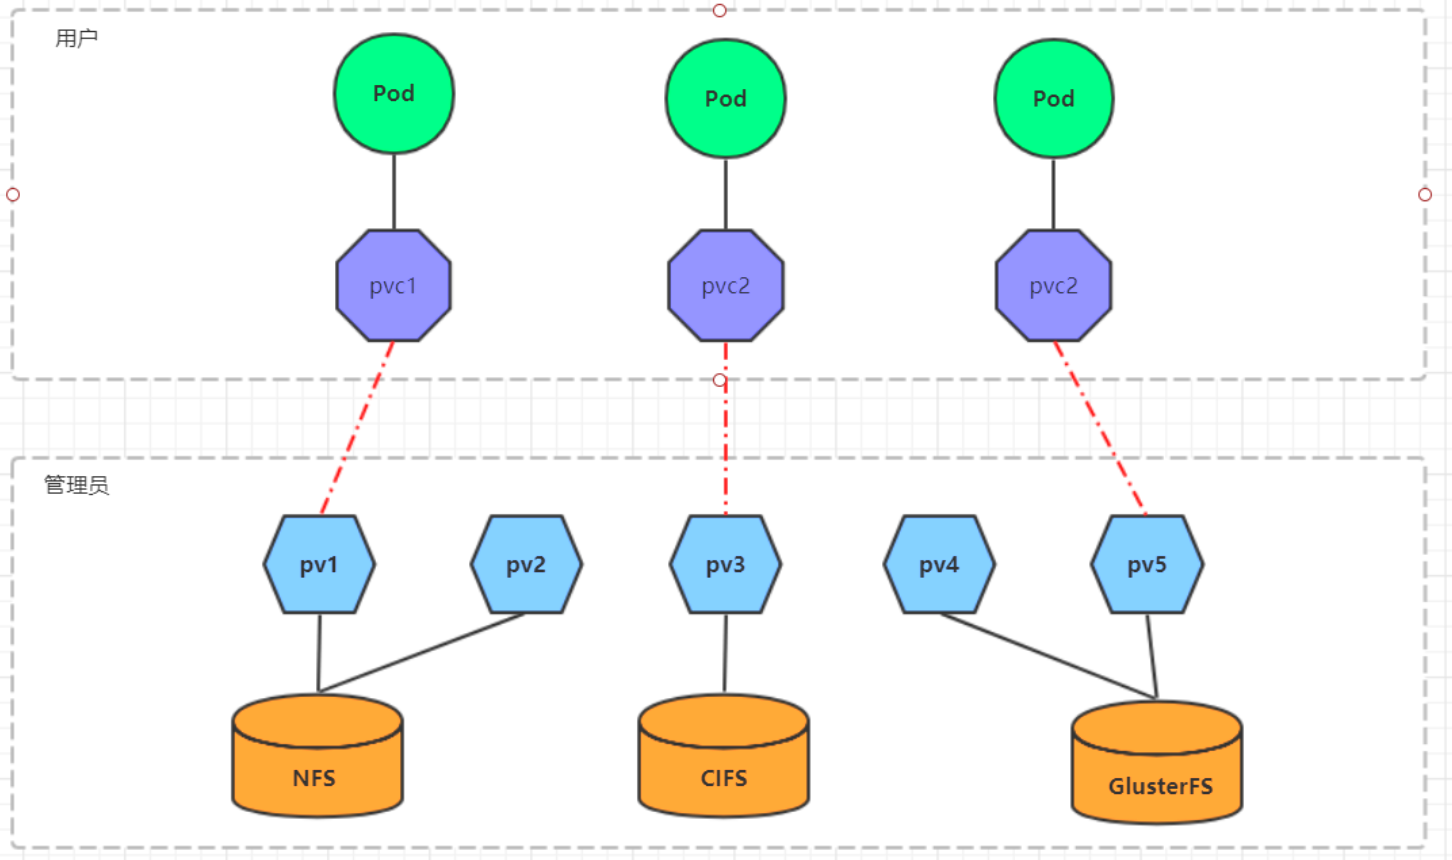 用户
Pod
Pod
Pod
pvc1
pvc2
pvc2
管理员
pv1
pv2
pv3
pv4
pv5
NFS
CIFS
GlusterFS